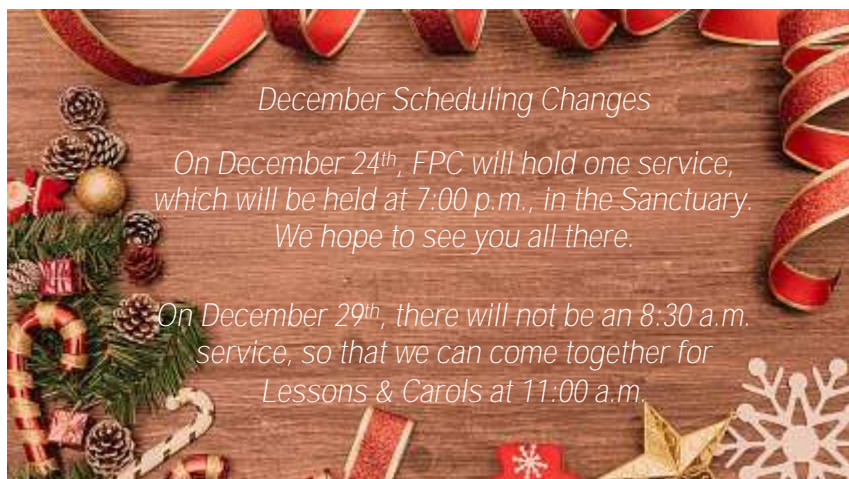 December Scheduling Changes
On December 24th, FPC will hold one service,
which will be held at 7:00 p.m., in the Sanctuary.
We hope to see you all there.
On December 29th, there will not be an 8:30 a.m.
service, so that we can come together for
Lessons & Carols at 11:00 a.m.